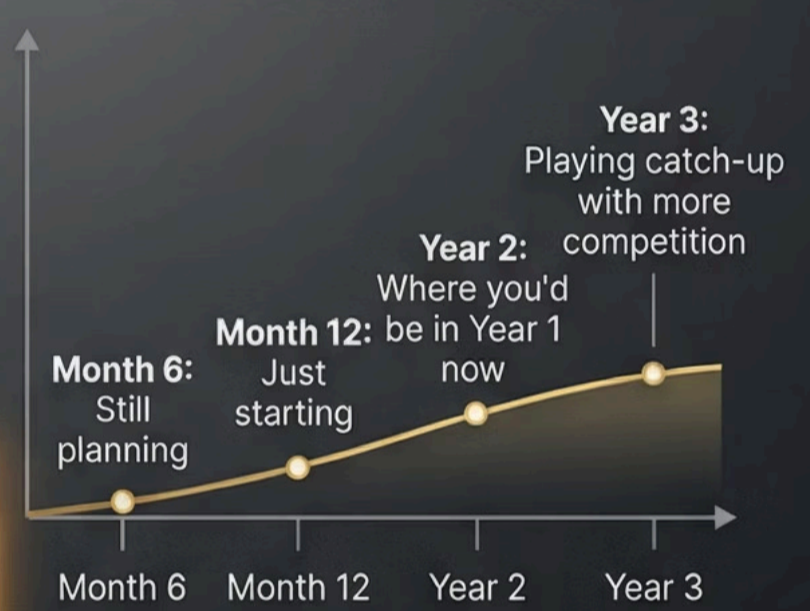 Year 3:
Playing catch-up
with more
competition
Year 2:
Where you'd
be in Year 1
now
Month 12:
Just
starting
Month 6:
Still
planning
Month 6
Month 12
Year 2
Year 3